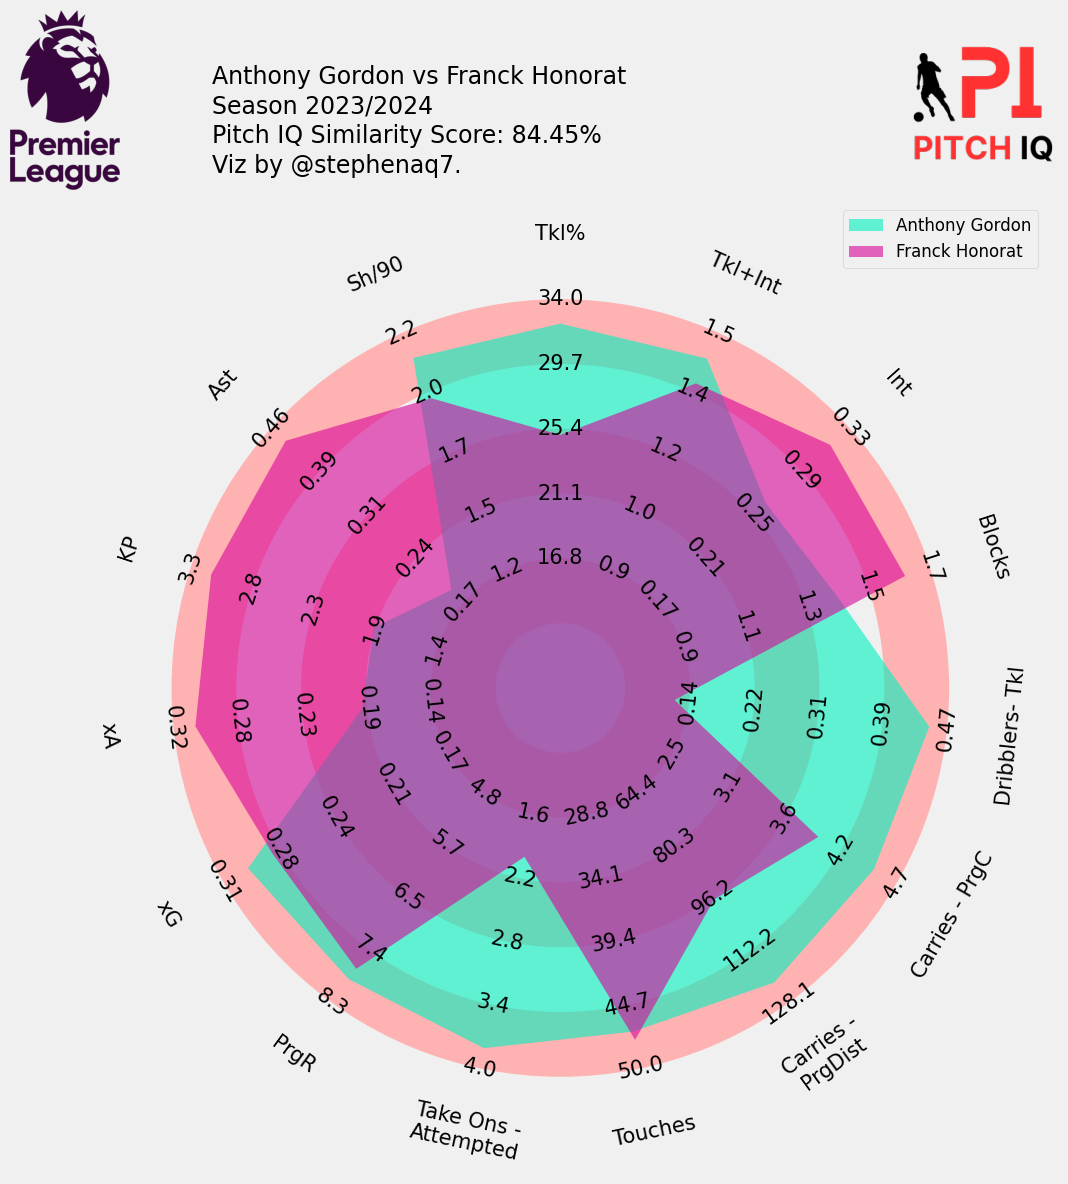 Anthony Gordon vs Franck Honorat
Season 2023/2024
Pitch IQ Similarity Score: 84.45%
Viz by @stephenaq7.
Premier
League
PI
PITCH IQ
Anthony Gordon
Franck Honorat
Tkl%
34.0
29.7
25.4
21.1
16.8
Tkl+Int
1.5
1.4
1.2
1.0
0.9
Int
0.33
0.29
0.25
0.21
0.17
Blocks
1.7
1.5
1.3
1.1
0.9
Dribblers- Tkl
0.47
0.39
0.31
0.22
0.14
Carries - PrgC
4.7
4.2
3.6
3.1
2.5
Carries -
PrgDist
128.1
112.2
96.2
80.3
64.4
Touches
50.0
44.7
39.4
34.1
28.8
Take Ons -
Attempted
4.0
3.4
2.8
2.2
1.6
PrgR
8.3
7.4
6.5
5.7
4.8
xG
0.31
0.28
0.24
0.21
0.17
xA
0.32
0.28
0.23
0.19
0.14
KP
3.3
2.8
2.3
1.9
1.4
Ast
0.46
0.39
0.31
0.24
0.17
Sh/90
2.2
2.0
1.7
1.5
1.2